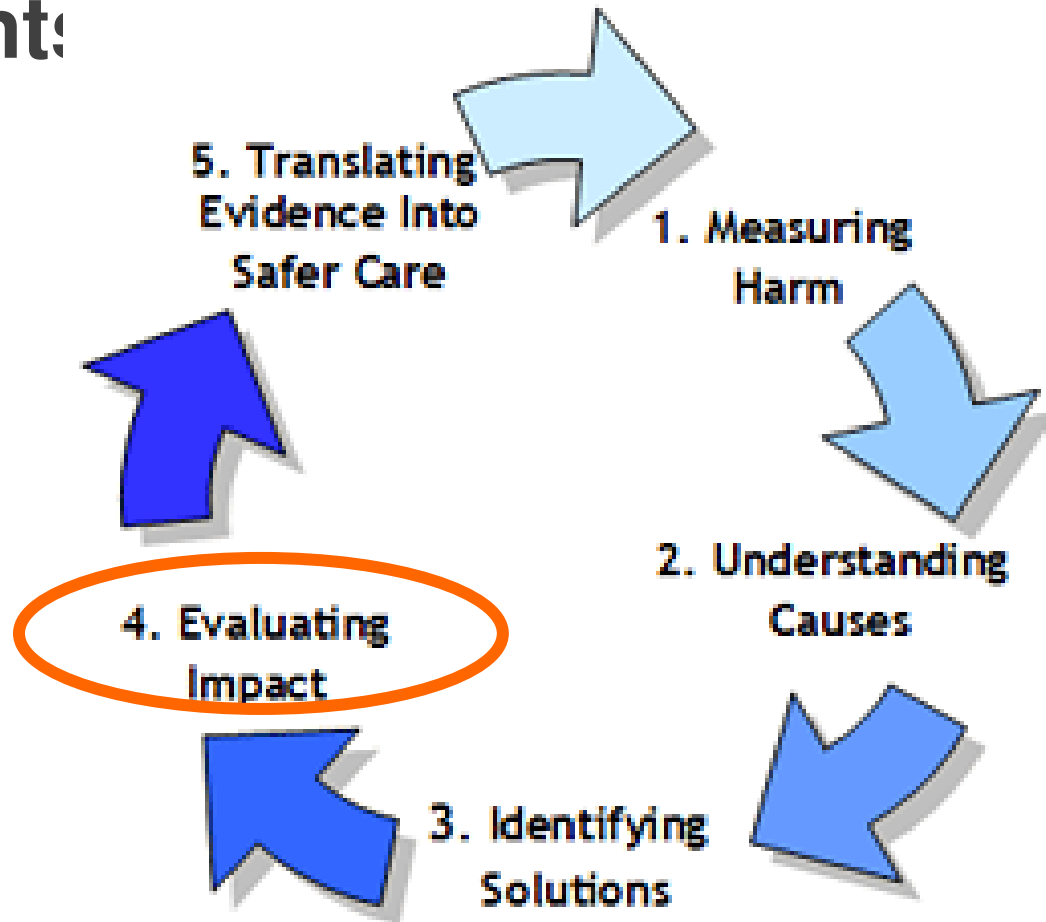 1. Measuring
Harm
2. Understanding
Causes
3. Identifying
Solutions
4. Evaluating
Impact
5. Translating
Evidence Into
Safer Care